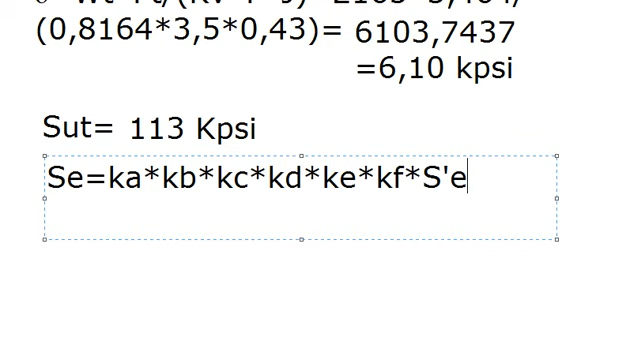 (0,8164*3,5*0,43)= 6103,7437
=6,10 kpsi
Sut= 113 Kpsi
Se=ka*kb*kc*kd*ke*kf*S'e